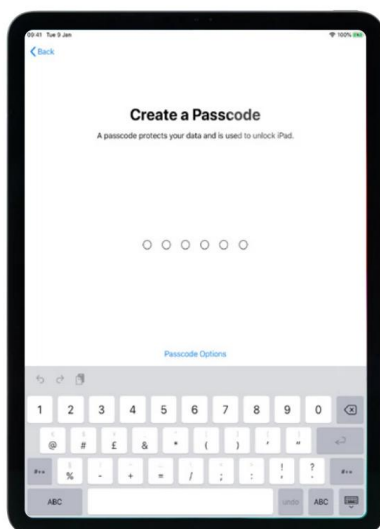 09:41 Tue 9 Jan 100%
Back
Create a Passcode
A passcode protects your data and is used to unlock iPad.
Passcode Options
1 2 3 4 5 6 7 8 9 0
@ # £ & * ( ) ' "
#+= % - + = / ; : ! , ? . #+=
ABC undo ABC